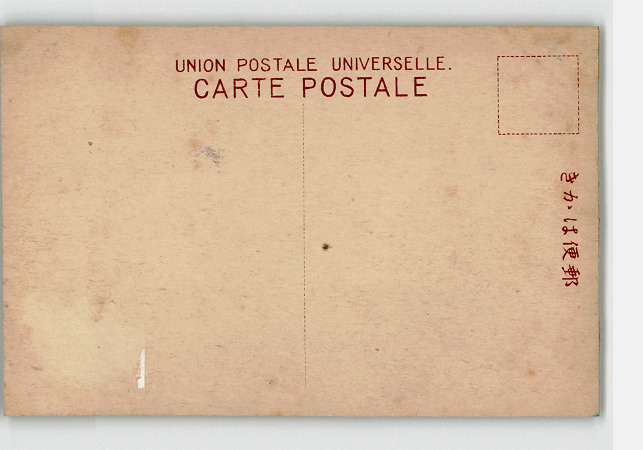 UNION POSTALE UNIVERSELLE.
CARTE POSTALE
きかは便郵